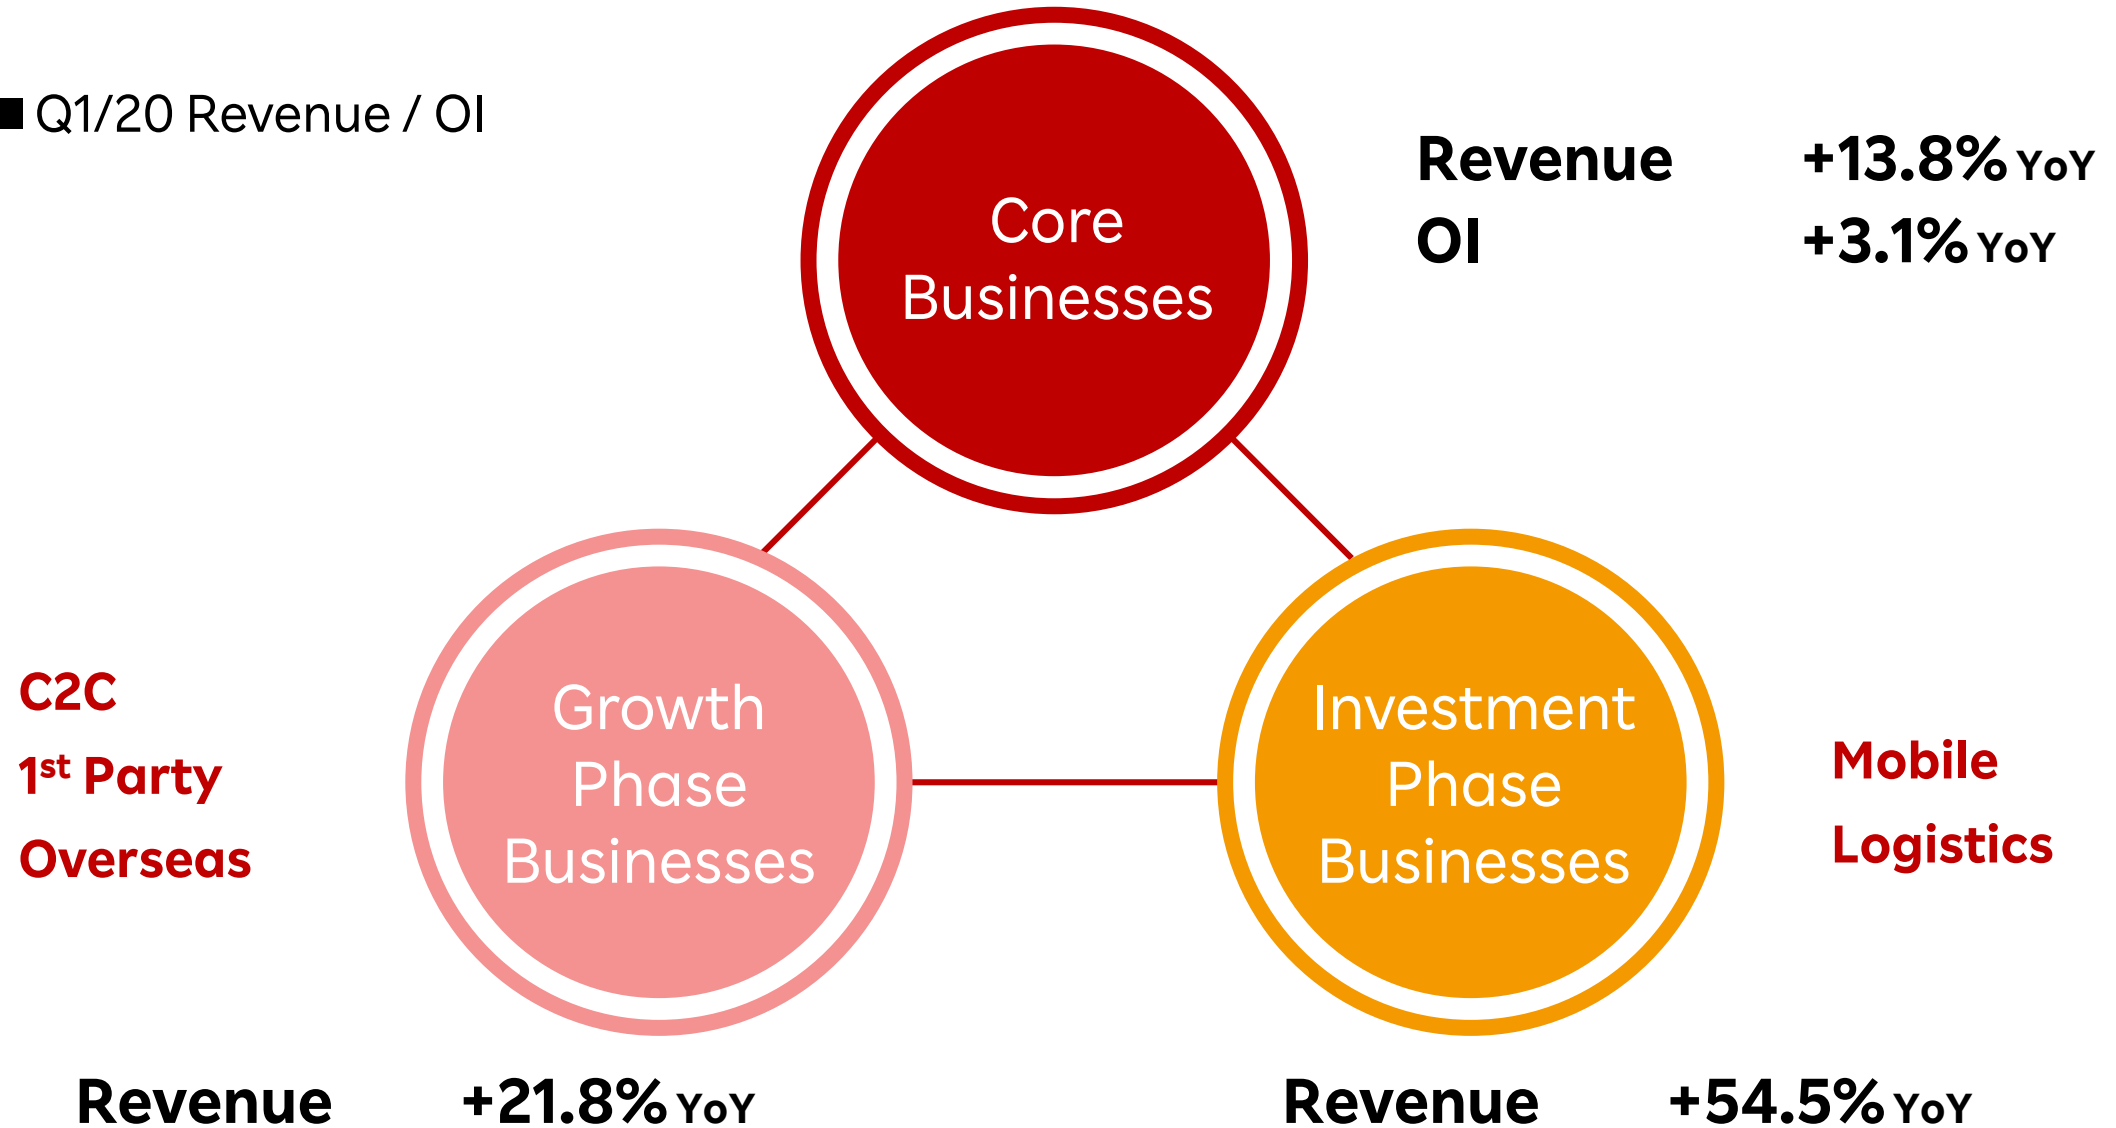 ■ Q1/20 Revenue / OI
Core
Businesses
Revenue +13.8% YoY
OI +3.1% YoY
C2C
1st Party
Overseas
Growth
Phase
Businesses
Investment
Phase
Businesses
Mobile
Logistics
Revenue +21.8% YoY
Revenue +54.5% YoY